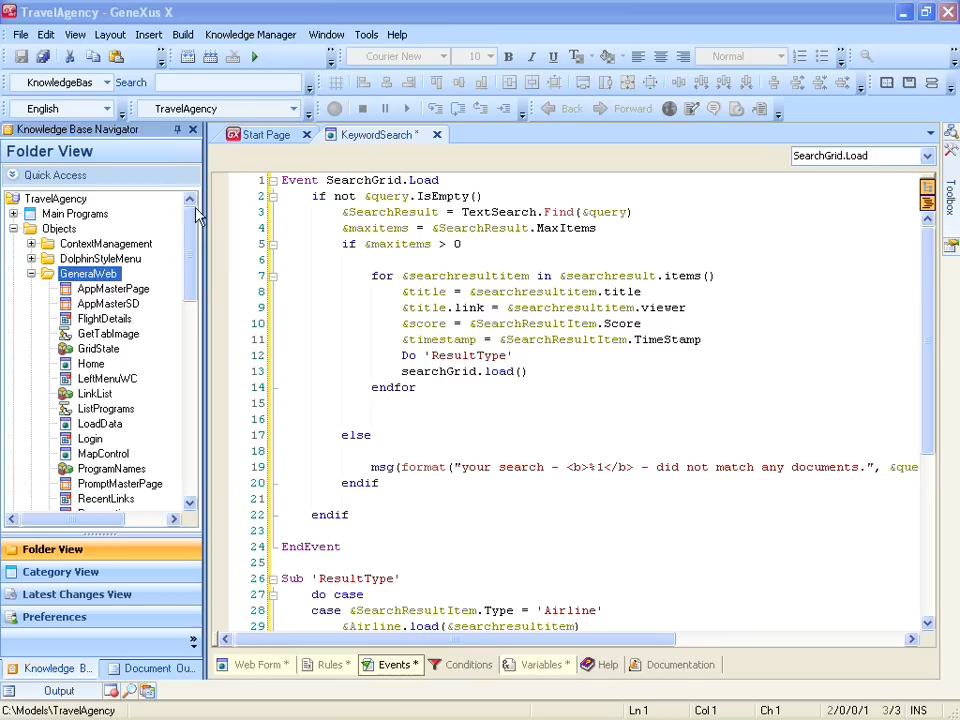 TravelAgency - GeneXus X
File Edit View Layout Insert Build Knowledge Manager Window Tools Help
Courier New 10 B I U T Normal
KnowledgeBas Search
English TravelAgency Back Forward
Knowledge Base Navigator
Start Page KeywordSearch *
Folder View
SearchGrid.Load
Quick Access
TravelAgency
Main Programs
Objects
ContextManagement
DolphinStyleMenu
GeneralWeb
AppMasterPage
AppMasterSD
FlightDetails
GetTabImage
GridState
Home
LeftMenuWC
LinkList
ListPrograms
LoadData
Login
MapControl
ProgramNames
PromptMasterPage
RecentLinks
Folder View
Category View
Latest Changes View
Preferences
Knowledge B... Document Ou...
Toolbox
1 Event SearchGrid.Load
2 if not &query.IsEmpty()
3 &SearchResult = TextSearch.Find(&query)
4 &maxitems = &SearchResult.MaxItems
5 if &maxitems > 0
6
7 for &searchresultitem in &searchresult.items()
8 &title = &searchresultitem.title
9 &title.link = &searchresultitem.viewer
10 &score = &SearchResultItem.Score
11 &timestamp = &SearchResultItem.TimeStamp
12 Do 'ResultType'
13 searchGrid.load()
14 endfor
15
16
17 else
18
19 msg(format("your search - <b>%1</b> - did not match any documents.", &que
20 endif
21
22 endif
23
24 EndEvent
25
26 Sub 'ResultType'
27 do case
28 case &SearchResultItem.Type = 'Airline'
29 &Airline.load(&searchresultitem)
Web Form * Rules * Events * Conditions Variables * Help Documentation
Output
C:\Models\TravelAgency Ln 1 Col 1 Ch 1 2/0/0/1 3/3 INS